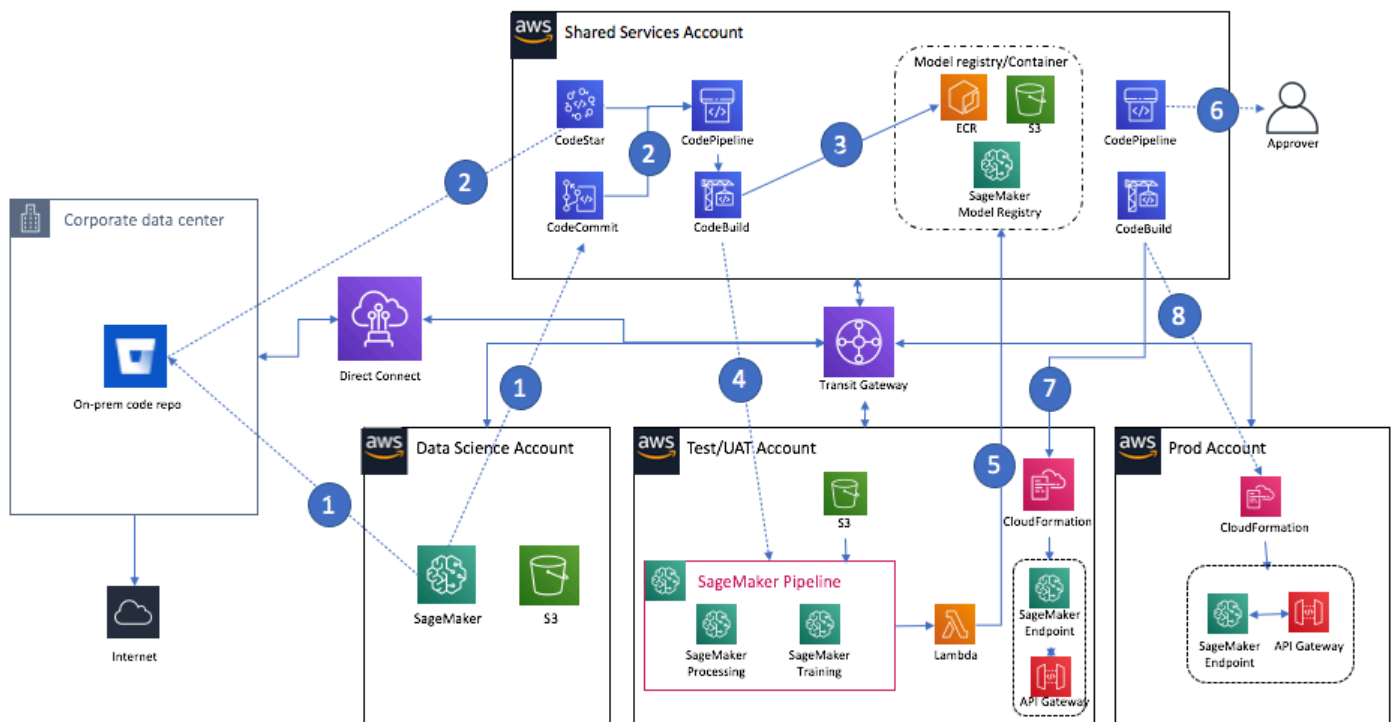 aws
Shared Services Account
Model registry/Container
ECR
S3
SageMaker
Model Registry
CodeStar
2
CodePipeline
3
CodePipeline
6
Approver
2
CodeCommit
CodeBuild
CodeBuild
Corporate data center
On-prem code repo
Direct Connect
Transit Gateway
1
4
7
8
1
5
Internet
aws
Data Science Account
SageMaker
S3
aws
Test/UAT Account
S3
SageMaker Pipeline
SageMaker
Processing
SageMaker
Training
Lambda
CloudFormation
SageMaker
Endpoint
API Gateway
aws
Prod Account
CloudFormation
SageMaker
Endpoint
API Gateway